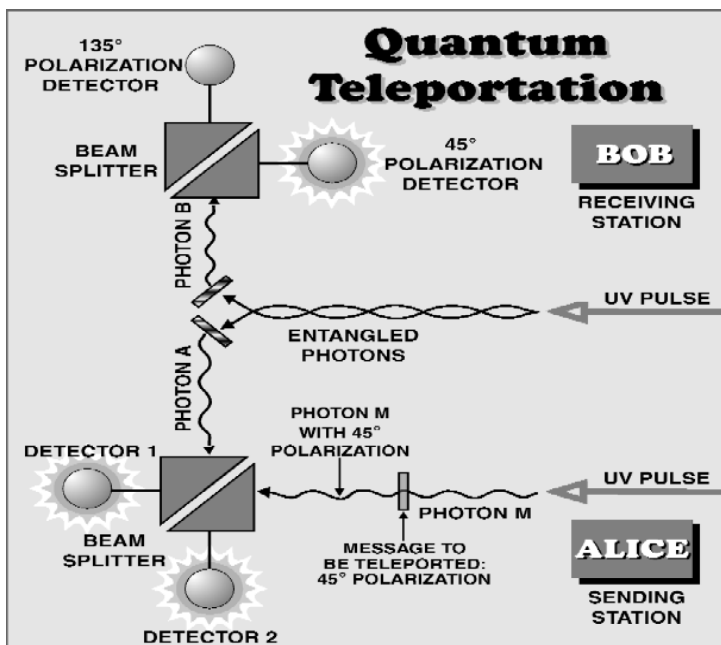 Quantum
Teleportation
135°
POLARIZATION
DETECTOR
BEAM
SPLITTER
45°
POLARIZATION
DETECTOR
BOB
RECEIVING
STATION
PHOTON B
UV PULSE
ENTANGLED
PHOTONS
PHOTON A
PHOTON M
WITH 45°
POLARIZATION
DETECTOR 1
UV PULSE
PHOTON M
BEAM
SPLITTER
MESSAGE TO
BE TELEPORTED:
45° POLARIZATION
ALICE
SENDING
STATION
DETECTOR 2